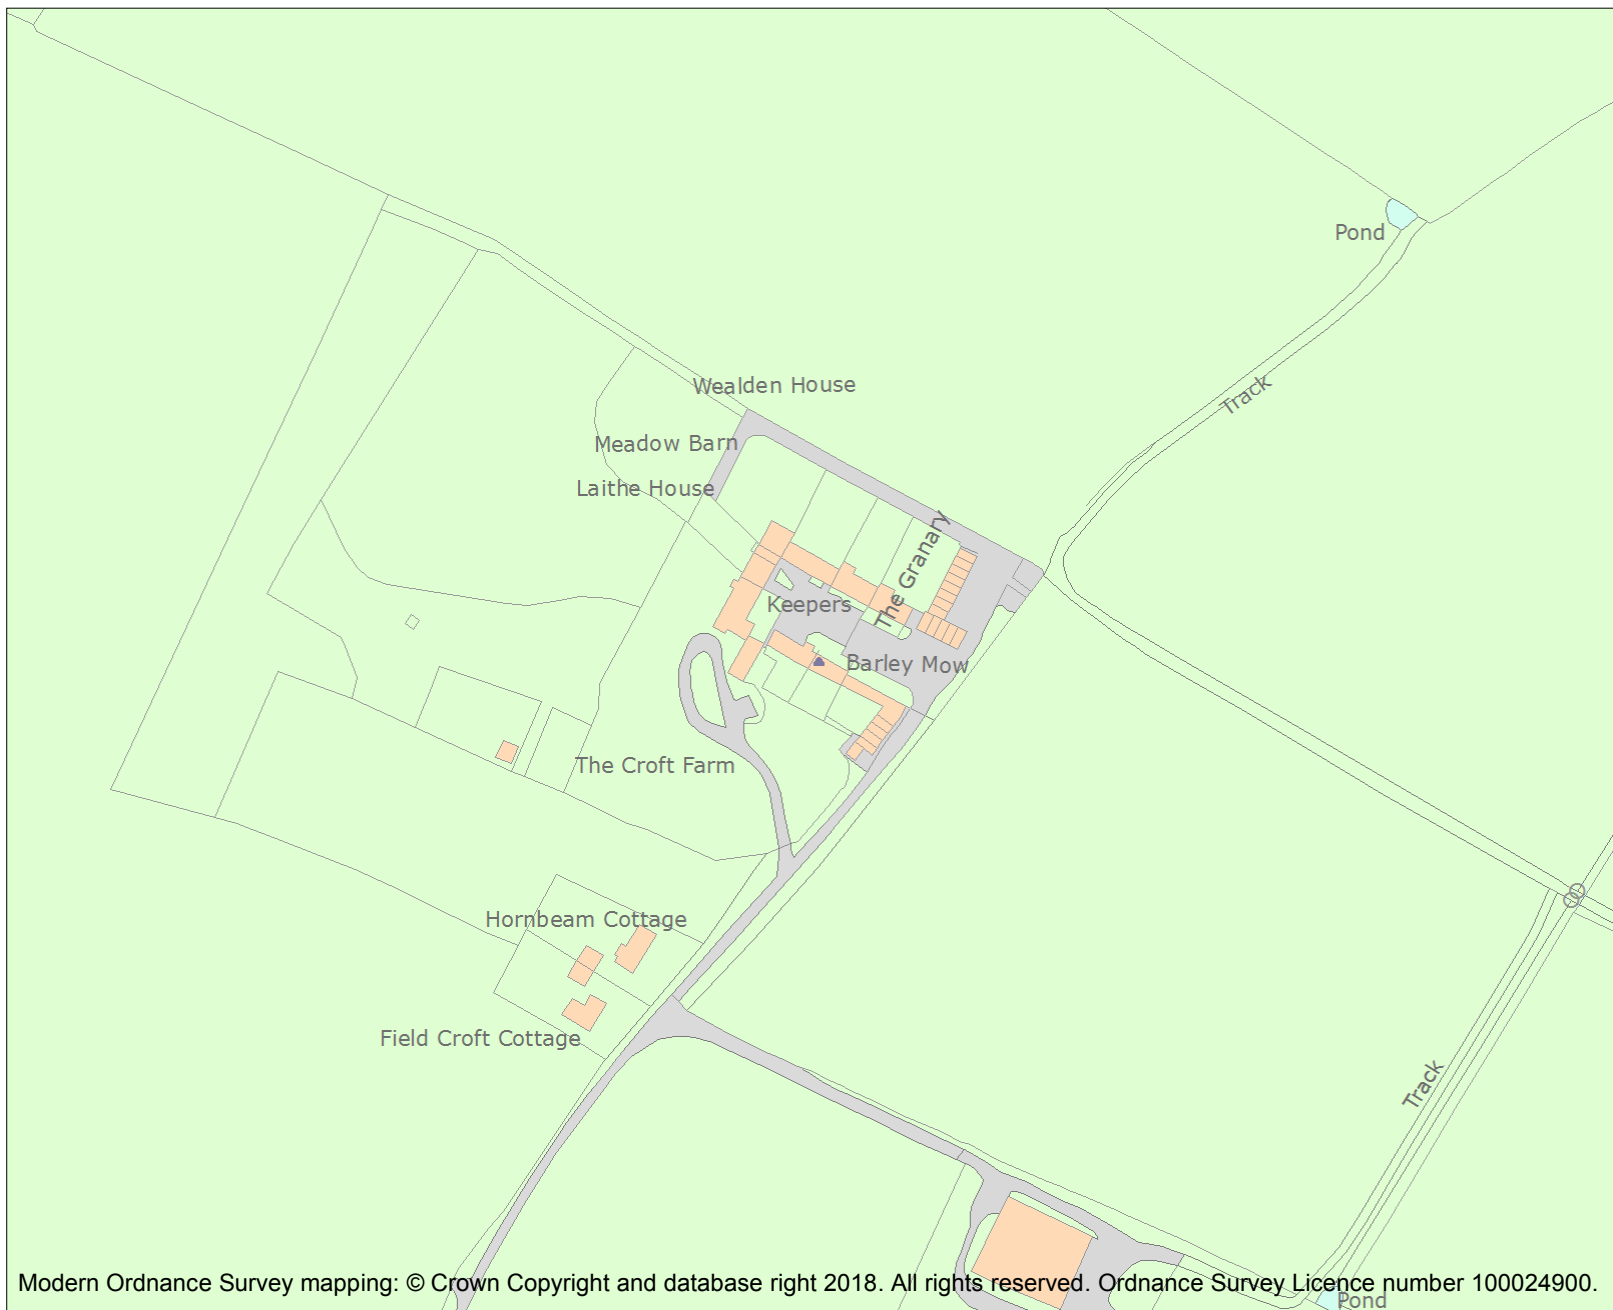 Pond
Wealden House
Track
Meadow Barn
Laithe House
The Granary
Keepers
Barley Mow
The Croft Farm
Hornbeam Cottage
Field Croft Cottage
Track
Modern Ordnance Survey mapping: © Crown Copyright and database right 2018. All rights reserved. Ordnance Survey Licence number 100024900.
Pond